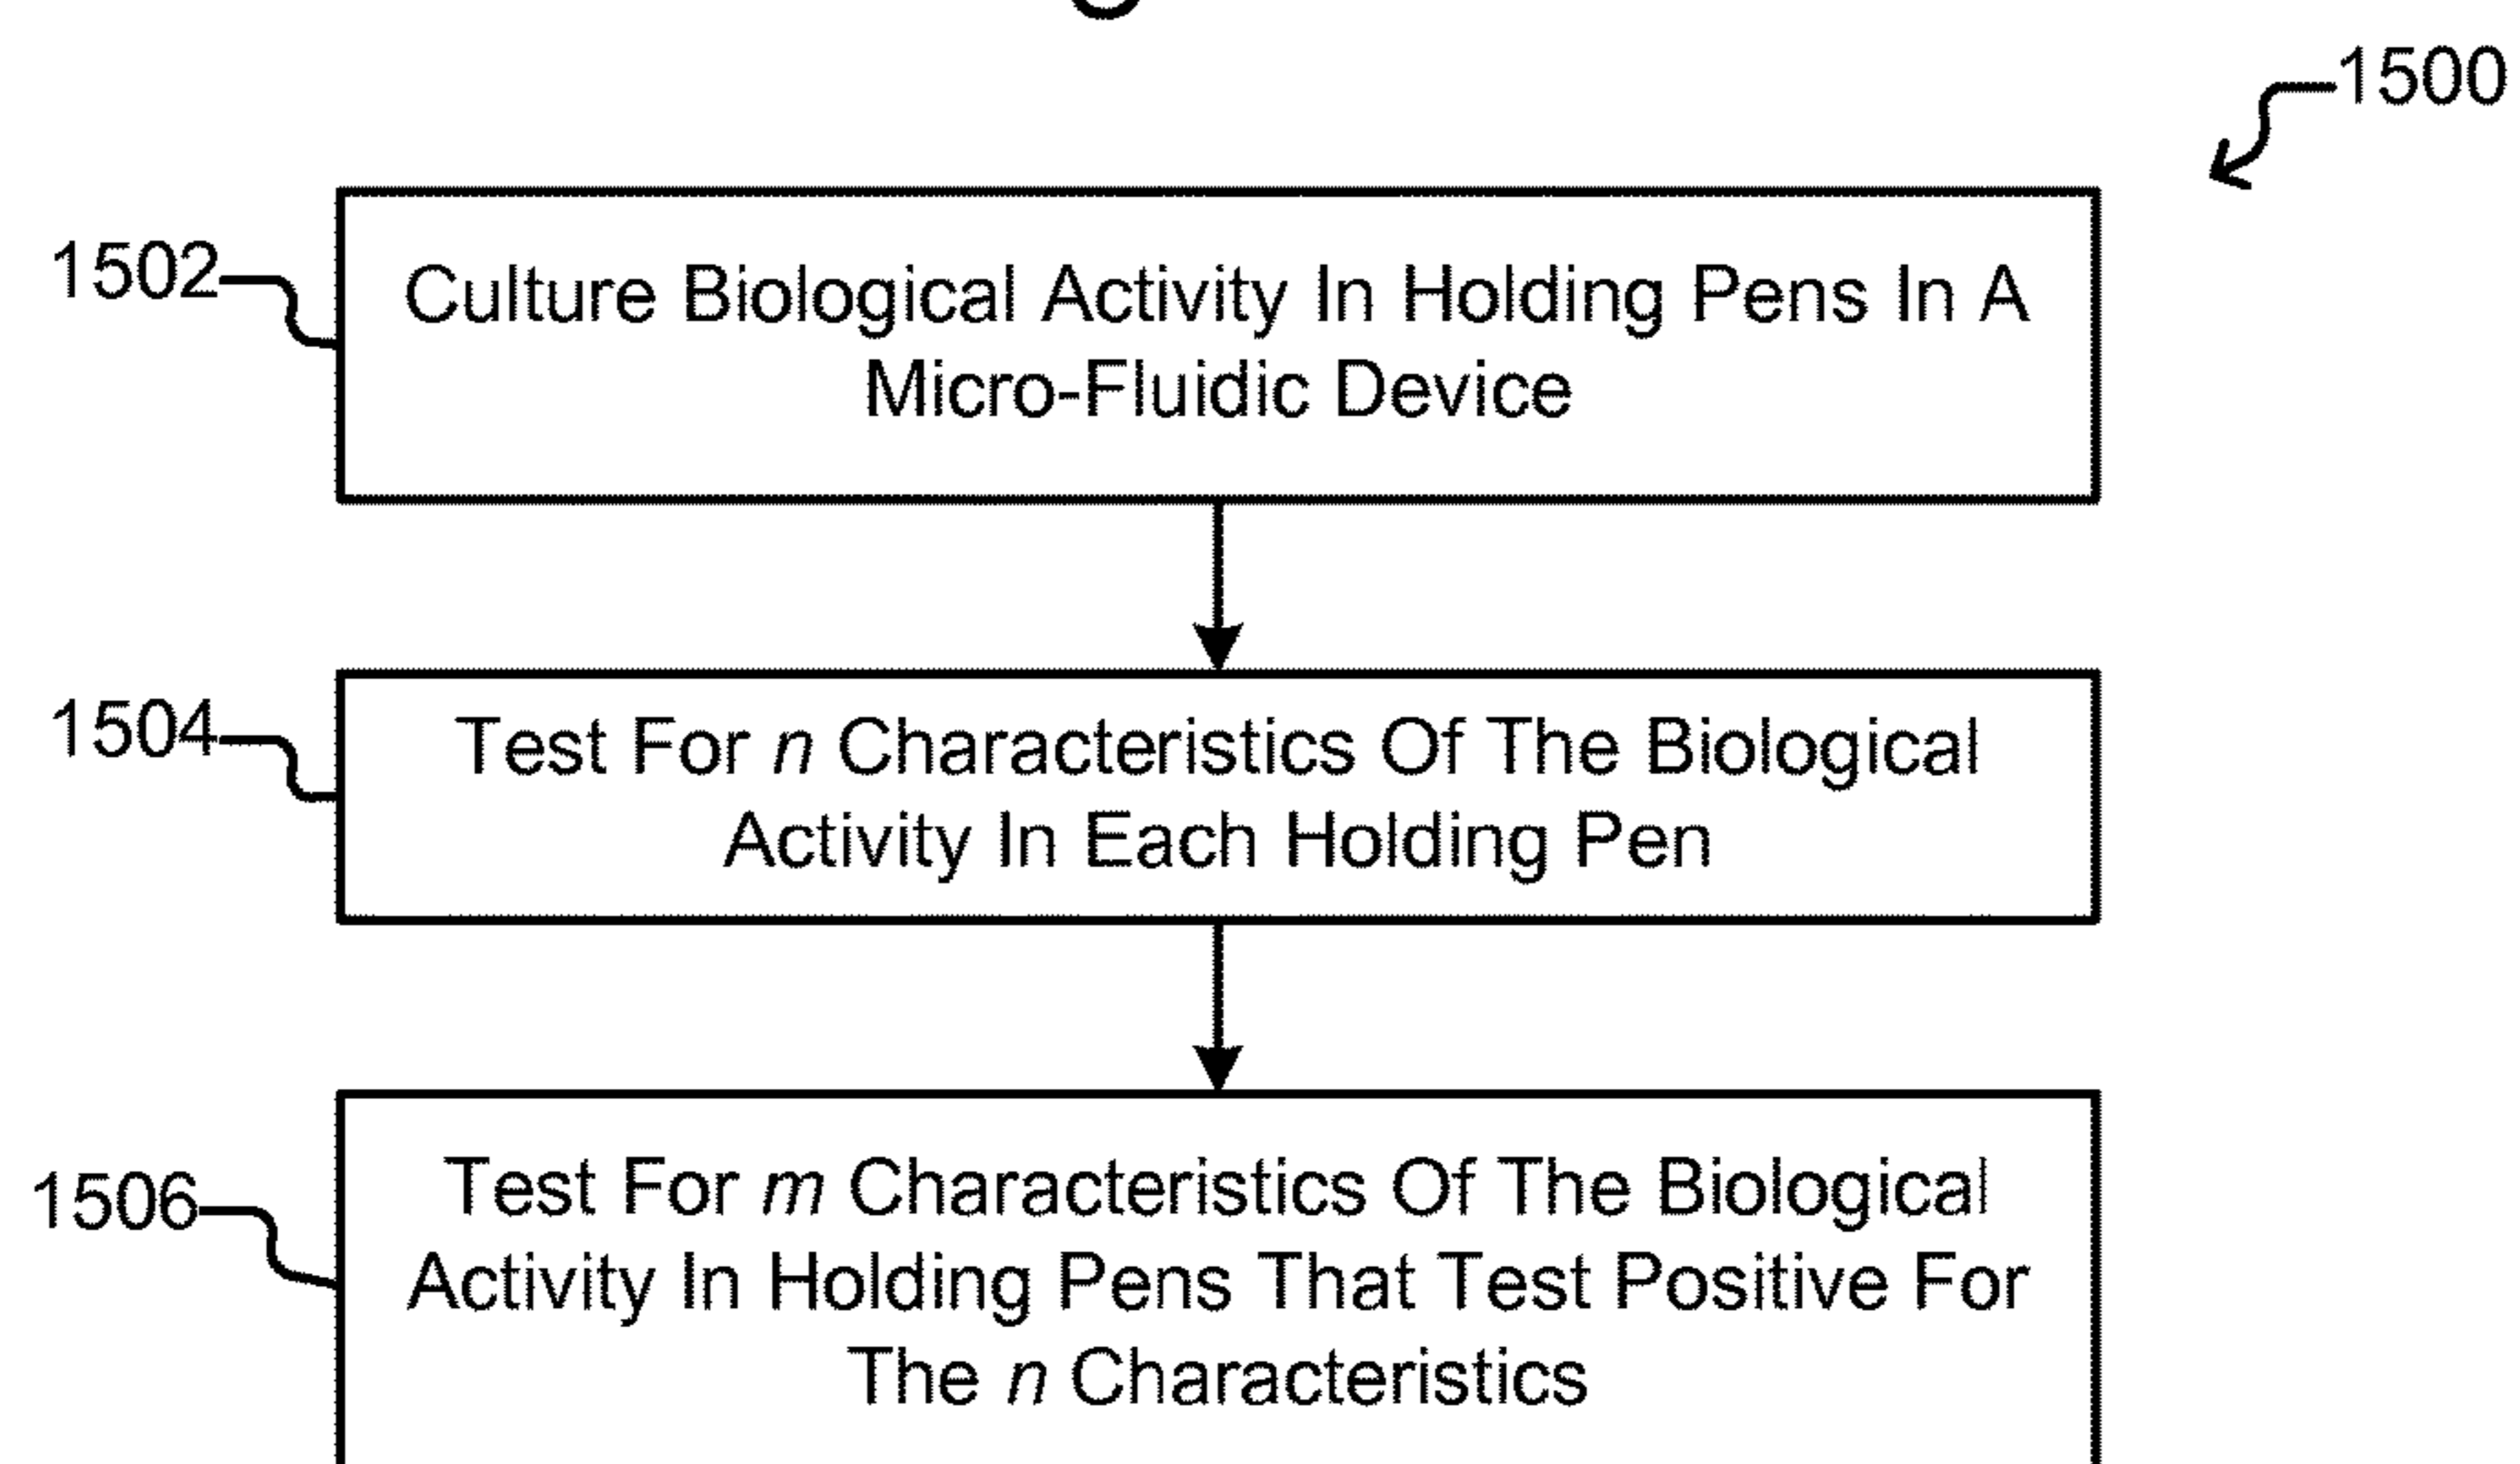 1500
1502
Culture Biological Activity In Holding Pens In A
Micro-Fluidic Device
1504
Test For n Characteristics Of The Biological
Activity In Each Holding Pen
1506
Test For m Characteristics Of The Biological
Activity In Holding Pens That Test Positive For
The n Characteristics